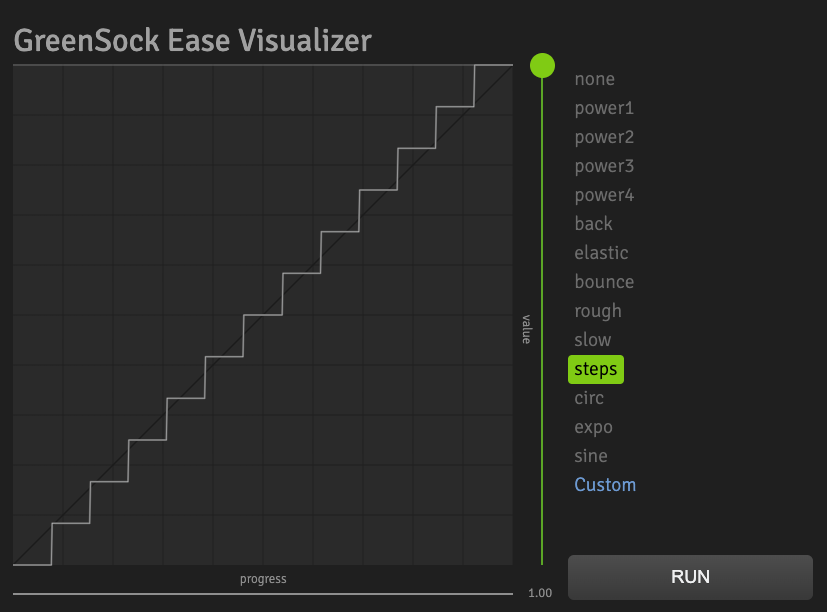 GreenSock Ease Visualizer
none
power1
power2
power3
power4
back
elastic
bounce
rough
slow
steps
circ
expo
sine
Custom
value
progress
1.00
RUN